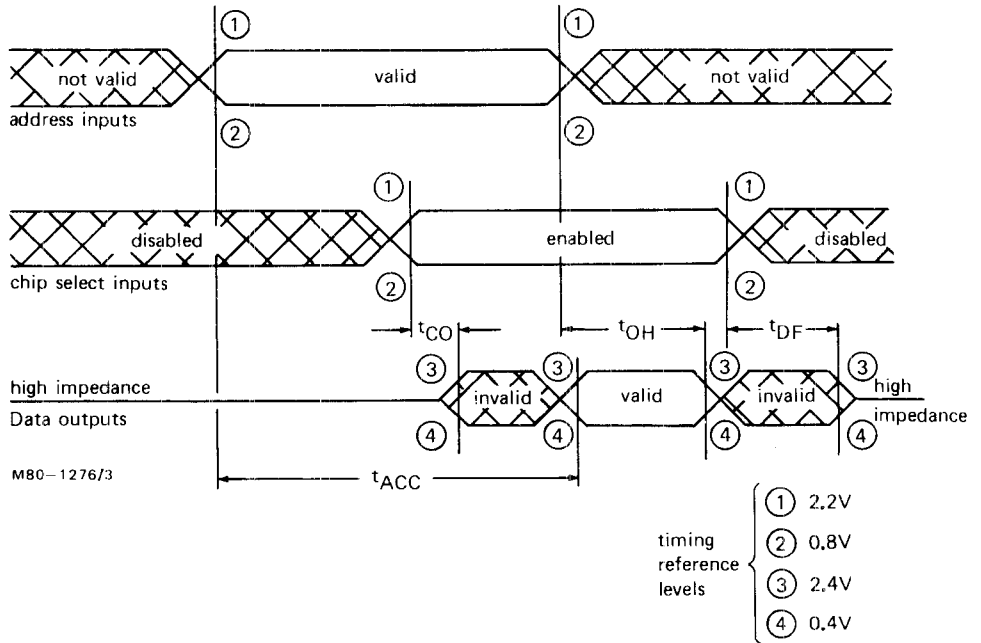 ① ①
not valid valid not valid
address inputs
② ②
① ①
disabled enabled disabled
chip select inputs
② ②
tCO tOH tDF
③ ③ ③ ③
high impedance invalid valid invalid high impedance
Data outputs
④ ④ ④ ④
M80-1276/3
tACC
timing reference levels
① 2.2V
② 0.8V
③ 2.4V
④ 0.4V